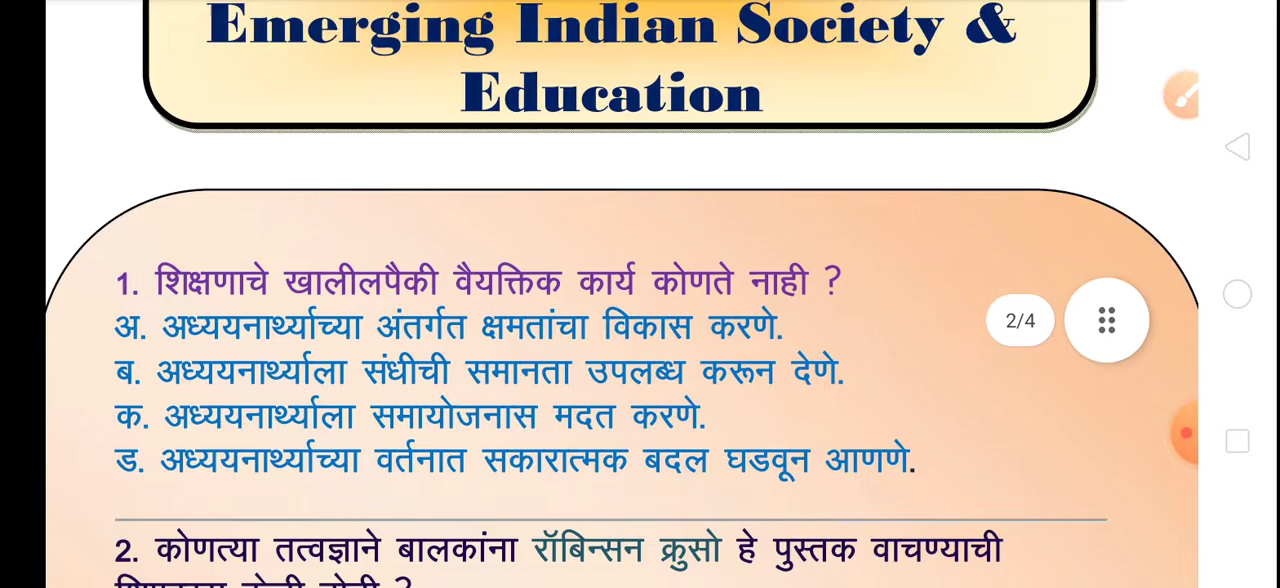 Emerging Indian Society &
Education
1. शिक्षणाचे खालीलपैकी वैयक्तिक कार्य कोणते नाही ?
अ. अध्ययनार्थ्याच्या अंतर्गत क्षमतांचा विकास करणे.
2/4
ब. अध्ययनार्थ्याला संधीची समानता उपलब्ध करून देणे.
क. अध्ययनार्थ्याला समायोजनास मदत करणे.
ड. अध्ययनार्थ्याच्या वर्तनात सकारात्मक बदल घडवून आणणे.
2. कोणत्या तत्वज्ञाने बालकांना रॉबिन्सन क्रुसो हे पुस्तक वाचण्याची